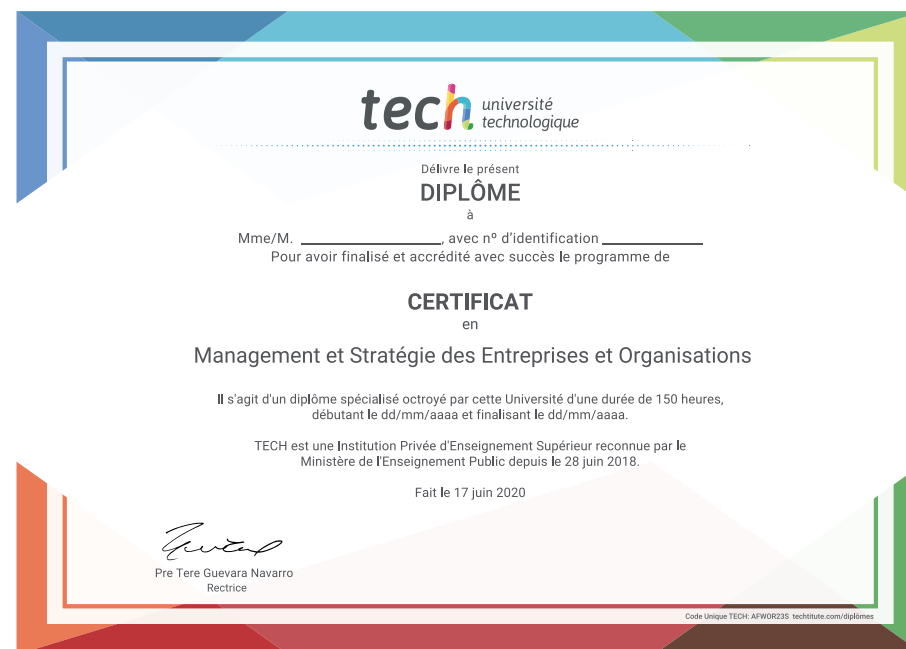 tech université
technologique
Délivre le présent
DIPLÔME
à
Mme/M. ____________________, avec nº d'identification ______________
Pour avoir finalisé et accrédité avec succès le programme de
CERTIFICAT
en
Management et Stratégie des Entreprises et Organisations
Il s'agit d'un diplôme spécialisé octroyé par cette Université d'une durée de 150 heures,
débutant le dd/mm/aaaa et finalisant le dd/mm/aaaa.
TECH est une Institution Privée d'Enseignement Supérieur reconnue par le
Ministère de l'Enseignement Public depuis le 28 juin 2018.
Fait le 17 juin 2020
Pre Tere Guevara Navarro
Rectrice
Code Unique TECH: AFWOR23S techtitute.com/diplômes